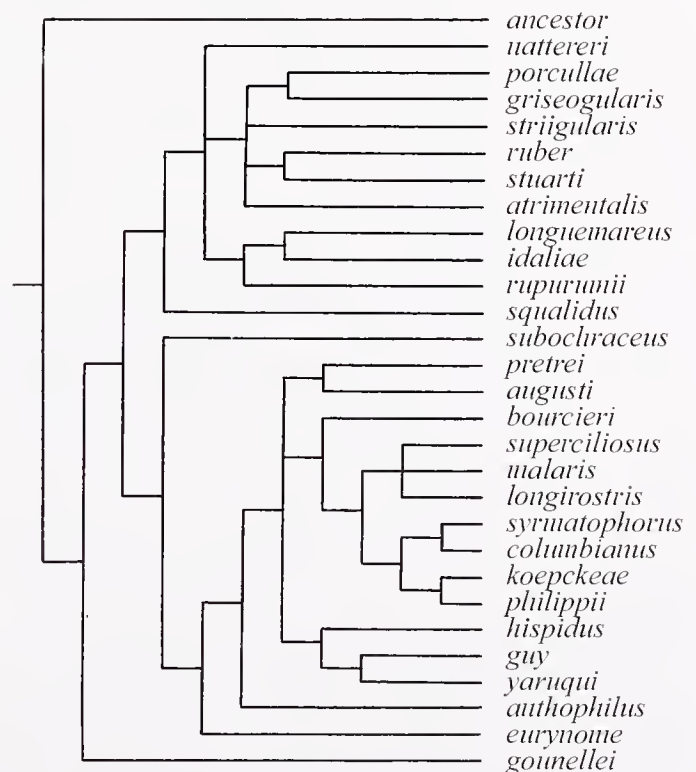 ancestor
nattereri
porcullae
griseogularis
striigularis
ruber
stuarti
atrimentalis
longuemareus
idaliae
rupurumii
squalidus
subochraceus
pretrei
augusti
bourcieri
superciliosus
malaris
longirostris
syrmatophorus
columbianus
koepckeae
philippii
hispidus
guy
yaruqui
anthophilus
eurynome
gounellei